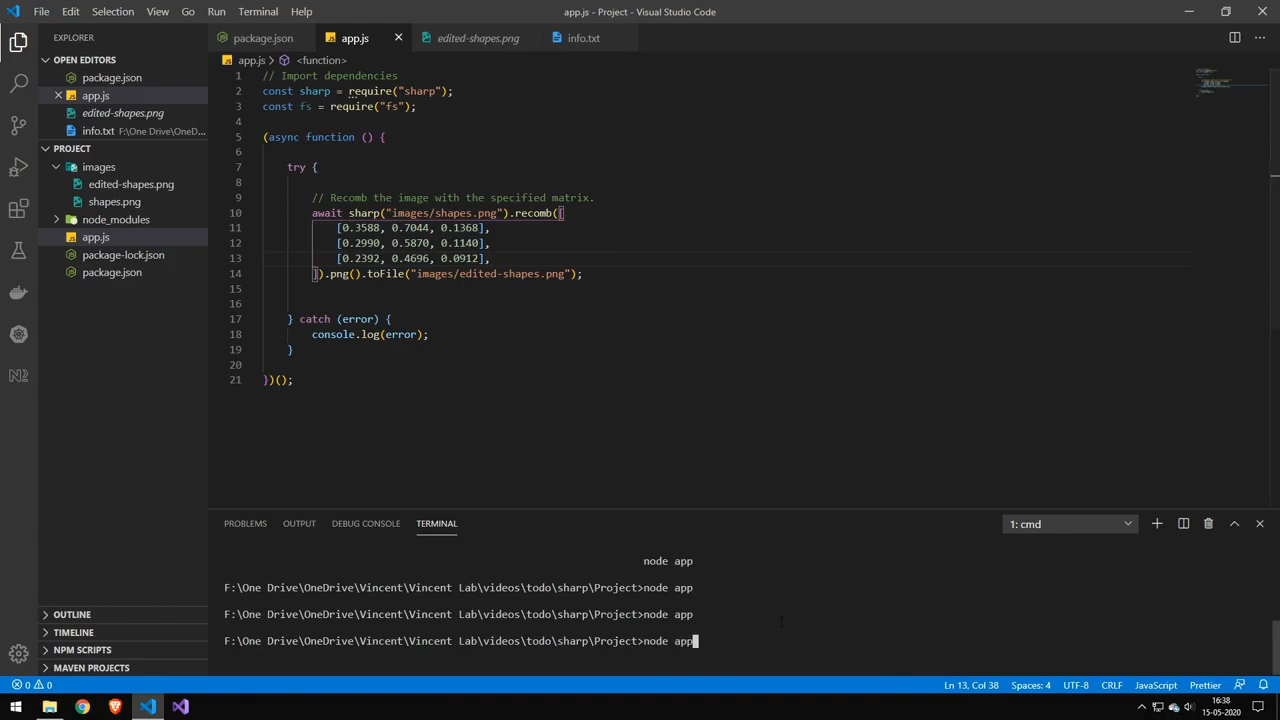 File Edit Selection View Go Run Terminal Help
app.js - Project - Visual Studio Code
EXPLORER
OPEN EDITORS
package.json
app.js
edited-shapes.png
info.txt F:\One Drive\OneD...
PROJECT
images
edited-shapes.png
shapes.png
node_modules
app.js
package-lock.json
package.json
OUTLINE
TIMELINE
NPM SCRIPTS
MAVEN PROJECTS
package.json app.js edited-shapes.png info.txt
app.js > <function>
1 // Import dependencies
2 const sharp = require("sharp");
3 const fs = require("fs");
4
5 (async function () {
6
7 try {
8
9 // Recomb the image with the specified matrix.
10 await sharp("images/shapes.png").recomb([
11 [0.3588, 0.7044, 0.1368],
12 [0.2990, 0.5870, 0.1140],
13 [0.2392, 0.4696, 0.0912],
14 ]).png().toFile("images/edited-shapes.png");
15
16
17 } catch (error) {
18 console.log(error);
19 }
20
21 })();
PROBLEMS OUTPUT DEBUG CONSOLE TERMINAL
1: cmd
node app
F:\One Drive\OneDrive\Vincent\Vincent Lab\videos\todo\sharp\Project>node app
F:\One Drive\OneDrive\Vincent\Vincent Lab\videos\todo\sharp\Project>node app
F:\One Drive\OneDrive\Vincent\Vincent Lab\videos\todo\sharp\Project>node app
0 0
Ln 13, Col 38 Spaces: 4 UTF-8 CRLF JavaScript Prettier
16:38
15-05-2020